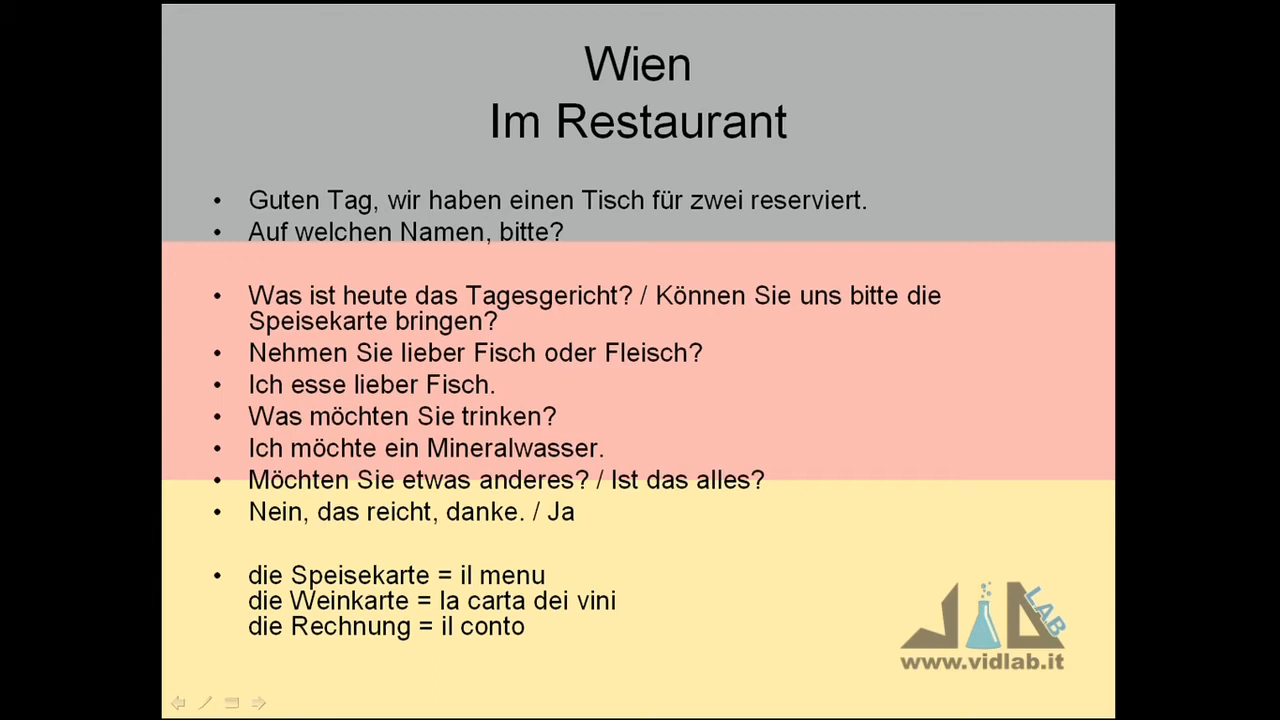 Wien
Im Restaurant
• Guten Tag, wir haben einen Tisch für zwei reserviert.
• Auf welchen Namen, bitte?
• Was ist heute das Tagesgericht? / Können Sie uns bitte die
Speisekarte bringen?
• Nehmen Sie lieber Fisch oder Fleisch?
• Ich esse lieber Fisch.
• Was möchten Sie trinken?
• Ich möchte ein Mineralwasser.
• Möchten Sie etwas anderes? / Ist das alles?
• Nein, das reicht, danke. / Ja
• die Speisekarte = il menu
die Weinkarte = la carta dei vini
die Rechnung = il conto
LAB
www.vidlab.it